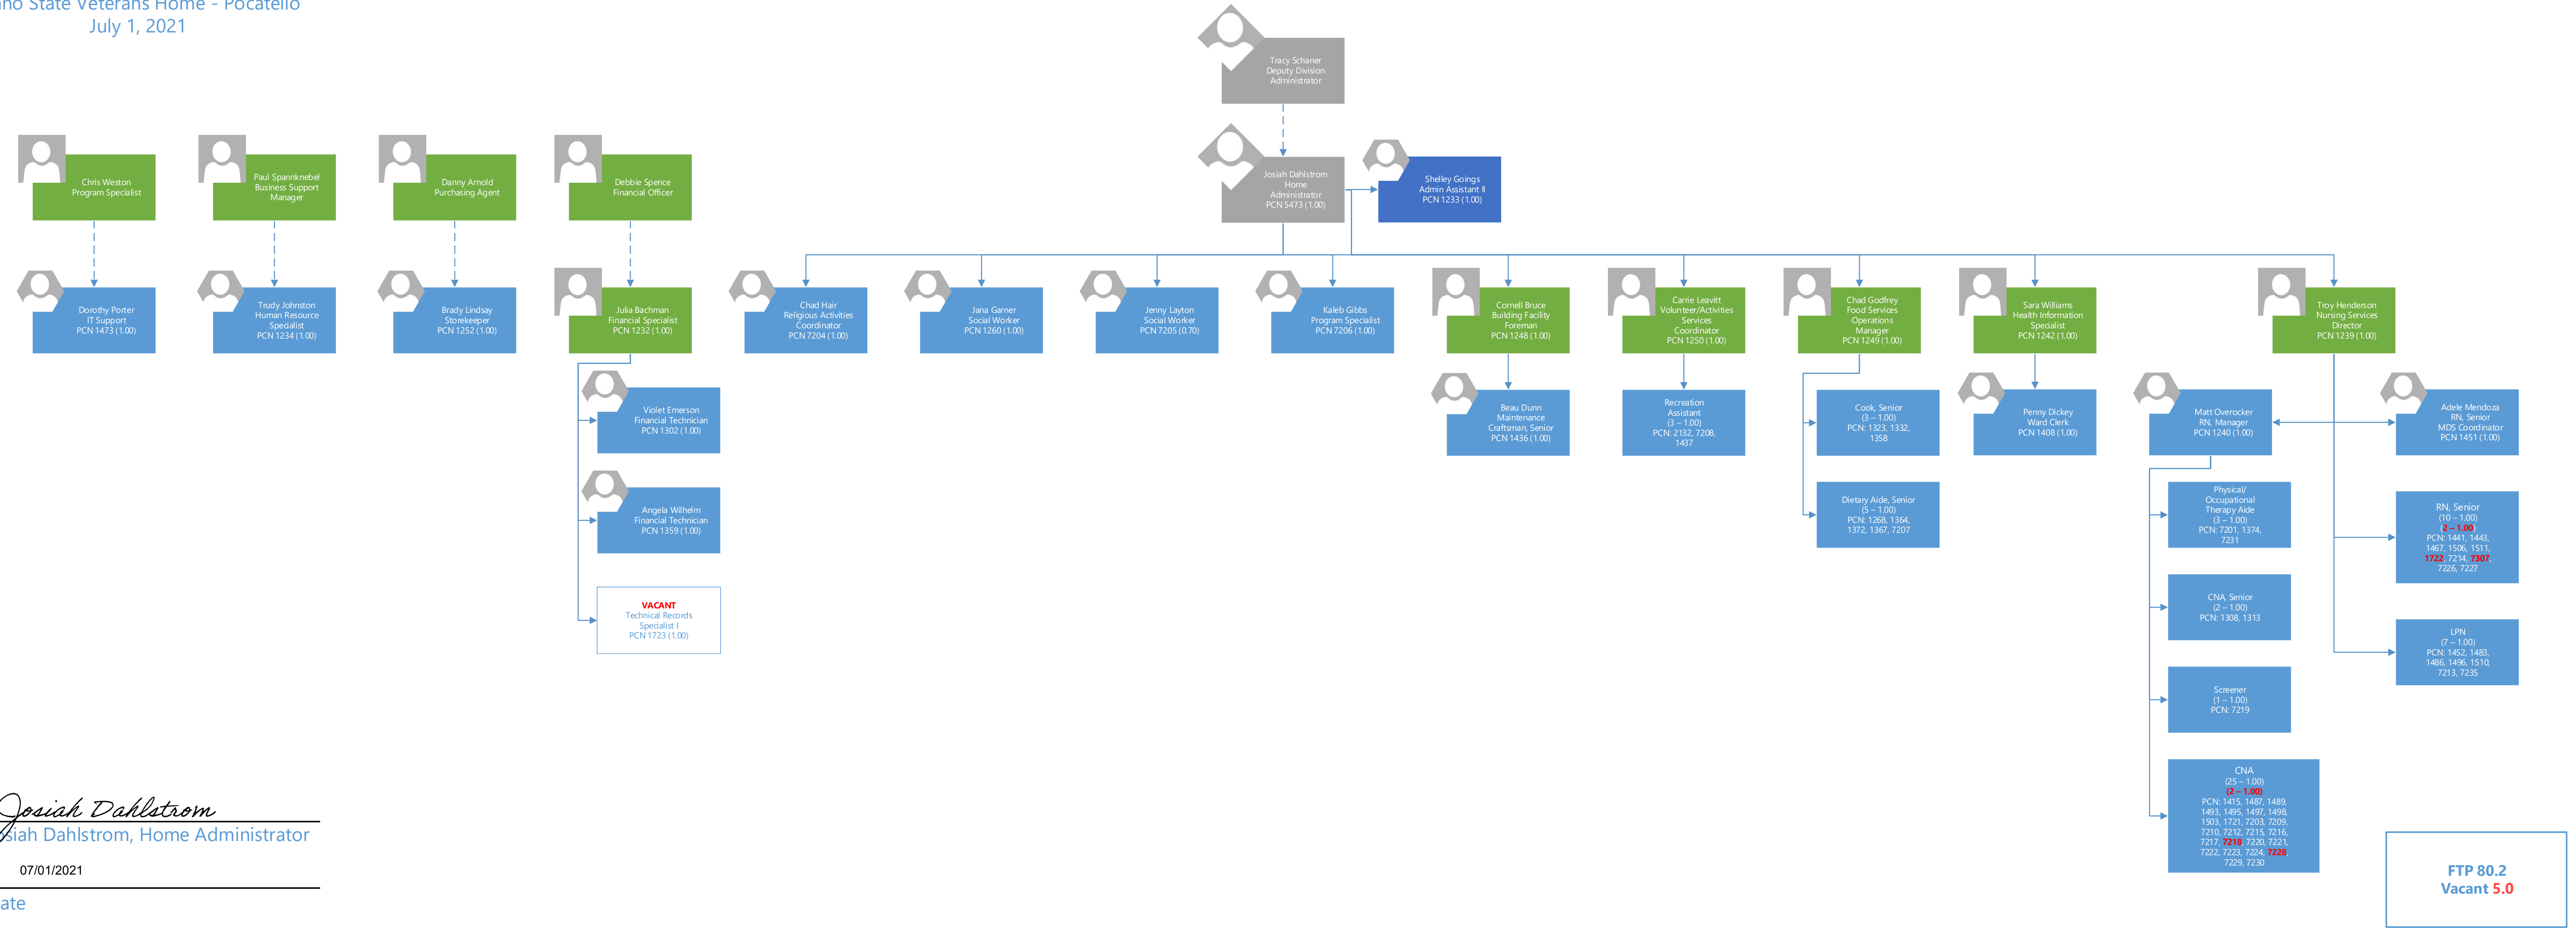 State Veterans Home - Pocatello
July 1, 2021
Tracy Schaner
Deputy Division
Administrator
Chris Weston
Program Specialist
Paul Spannknebel
Business Support
Manager
Danny Arnold
Purchasing Agent
Debbie Spence
Financial Officer
Josiah Dahlstrom
Home
Administrator
PCN 5473 (1.00)
Shelley Goings
Admin Assistant II
PCN 1233 (1.00)
Dorothy Porter
IT Support
PCN 1473 (1.00)
Trudy Johnston
Human Resource
Specialist
PCN 1234 (1.00)
Brady Lindsay
Storekeeper
PCN 1252 (1.00)
Julia Bachman
Financial Specialist
PCN 1232 (1.00)
Chad Hair
Religious Activities
Coordinator
PCN 7204 (1.00)
Jana Garner
Social Worker
PCN 1260 (1.00)
Jenny Layton
Social Worker
PCN 7205 (0.70)
Kaleb Gibbs
Program Specialist
PCN 7206 (1.00)
Cornell Bruce
Building Facility
Foreman
PCN 1248 (1.00)
Carrie Leavitt
Volunteer/Activities
Services
Coordinator
PCN 1250 (1.00)
Chad Godfrey
Food Services
Operations
Manager
PCN 1249 (1.00)
Sara Williams
Health Information
Specialist
PCN 1242 (1.00)
Troy Henderson
Nursing Services
Director
PCN 1239 (1.00)
Violet Emerson
Financial Technician
PCN 1302 (1.00)
Angela Wilhelm
Financial Technician
PCN 1359 (1.00)
VACANT
Technical Records
Specialist I
PCN 1723 (1.00)
Beau Dunn
Maintenance
Craftsman, Senior
PCN 1436 (1.00)
Recreation
Assistant
(3 – 1.00)
PCN: 2132, 7208,
1437
Cook, Senior
(3 – 1.00)
PCN: 1323, 1332,
1358
Dietary Aide, Senior
(5 – 1.00)
PCN: 1268, 1364,
1372, 1367, 7207
Penny Dickey
Ward Clerk
PCN 1408 (1.00)
Matt Overocker
RN, Manager
PCN 1240 (1.00)
Adele Mendoza
RN, Senior
MDS Coordinator
PCN 1451 (1.00)
Physical/
Occupational
Therapy Aide
(3 – 1.00)
PCN: 7201, 1374,
7231
CNA, Senior
(2 – 1.00)
PCN: 1308, 1313
Screener
(1 – 1.00)
PCN: 7219
CNA
(25 – 1.00)
(2 – 1.00)
PCN: 1415, 1487, 1489,
1493, 1495, 1497, 1498,
1503, 1721, 7203, 7209,
7210, 7212, 7215, 7216,
7217, 7218, 7220, 7221,
7222, 7223, 7224, 7228,
7229, 7230
RN, Senior
(10 – 1.00)
(2 – 1.00)
PCN: 1441, 1443,
1467, 1506, 1511,
1722, 7214, 7307,
7226, 7227
LPN
(7 – 1.00)
PCN: 1452, 1483,
1486, 1496, 1510,
7213, 7235
Josiah Dahlstrom
Josiah Dahlstrom, Home Administrator
07/01/2021
ate
FTP 80.2
Vacant 5.0